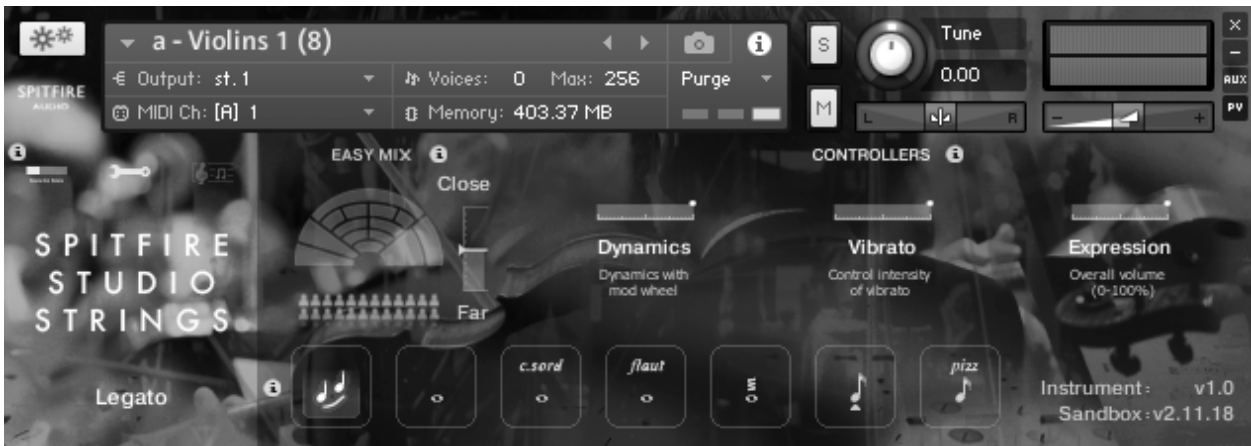 a - Violins 1 (8)
S
Tune
X
SPITFIRE
AUDIO
Output: st. 1
Voices: 0 Max: 256
Purge
0.00
AUX
MIDI Ch: [A] 1
Memory: 403.37 MB
M
L
R
-
+
PV
EASY MIX
CONTROLLERS
Close
SPITFIRE
STUDIO
STRINGS
Dynamics
Vibrato
Expression
Dynamics with
mod wheel
Control intensity
of vibrato
Overall volume
(0-100%)
Far
c.sord
flaut
pizz
Legato
Instrument: v1.0
Sandbox: v2.11.18